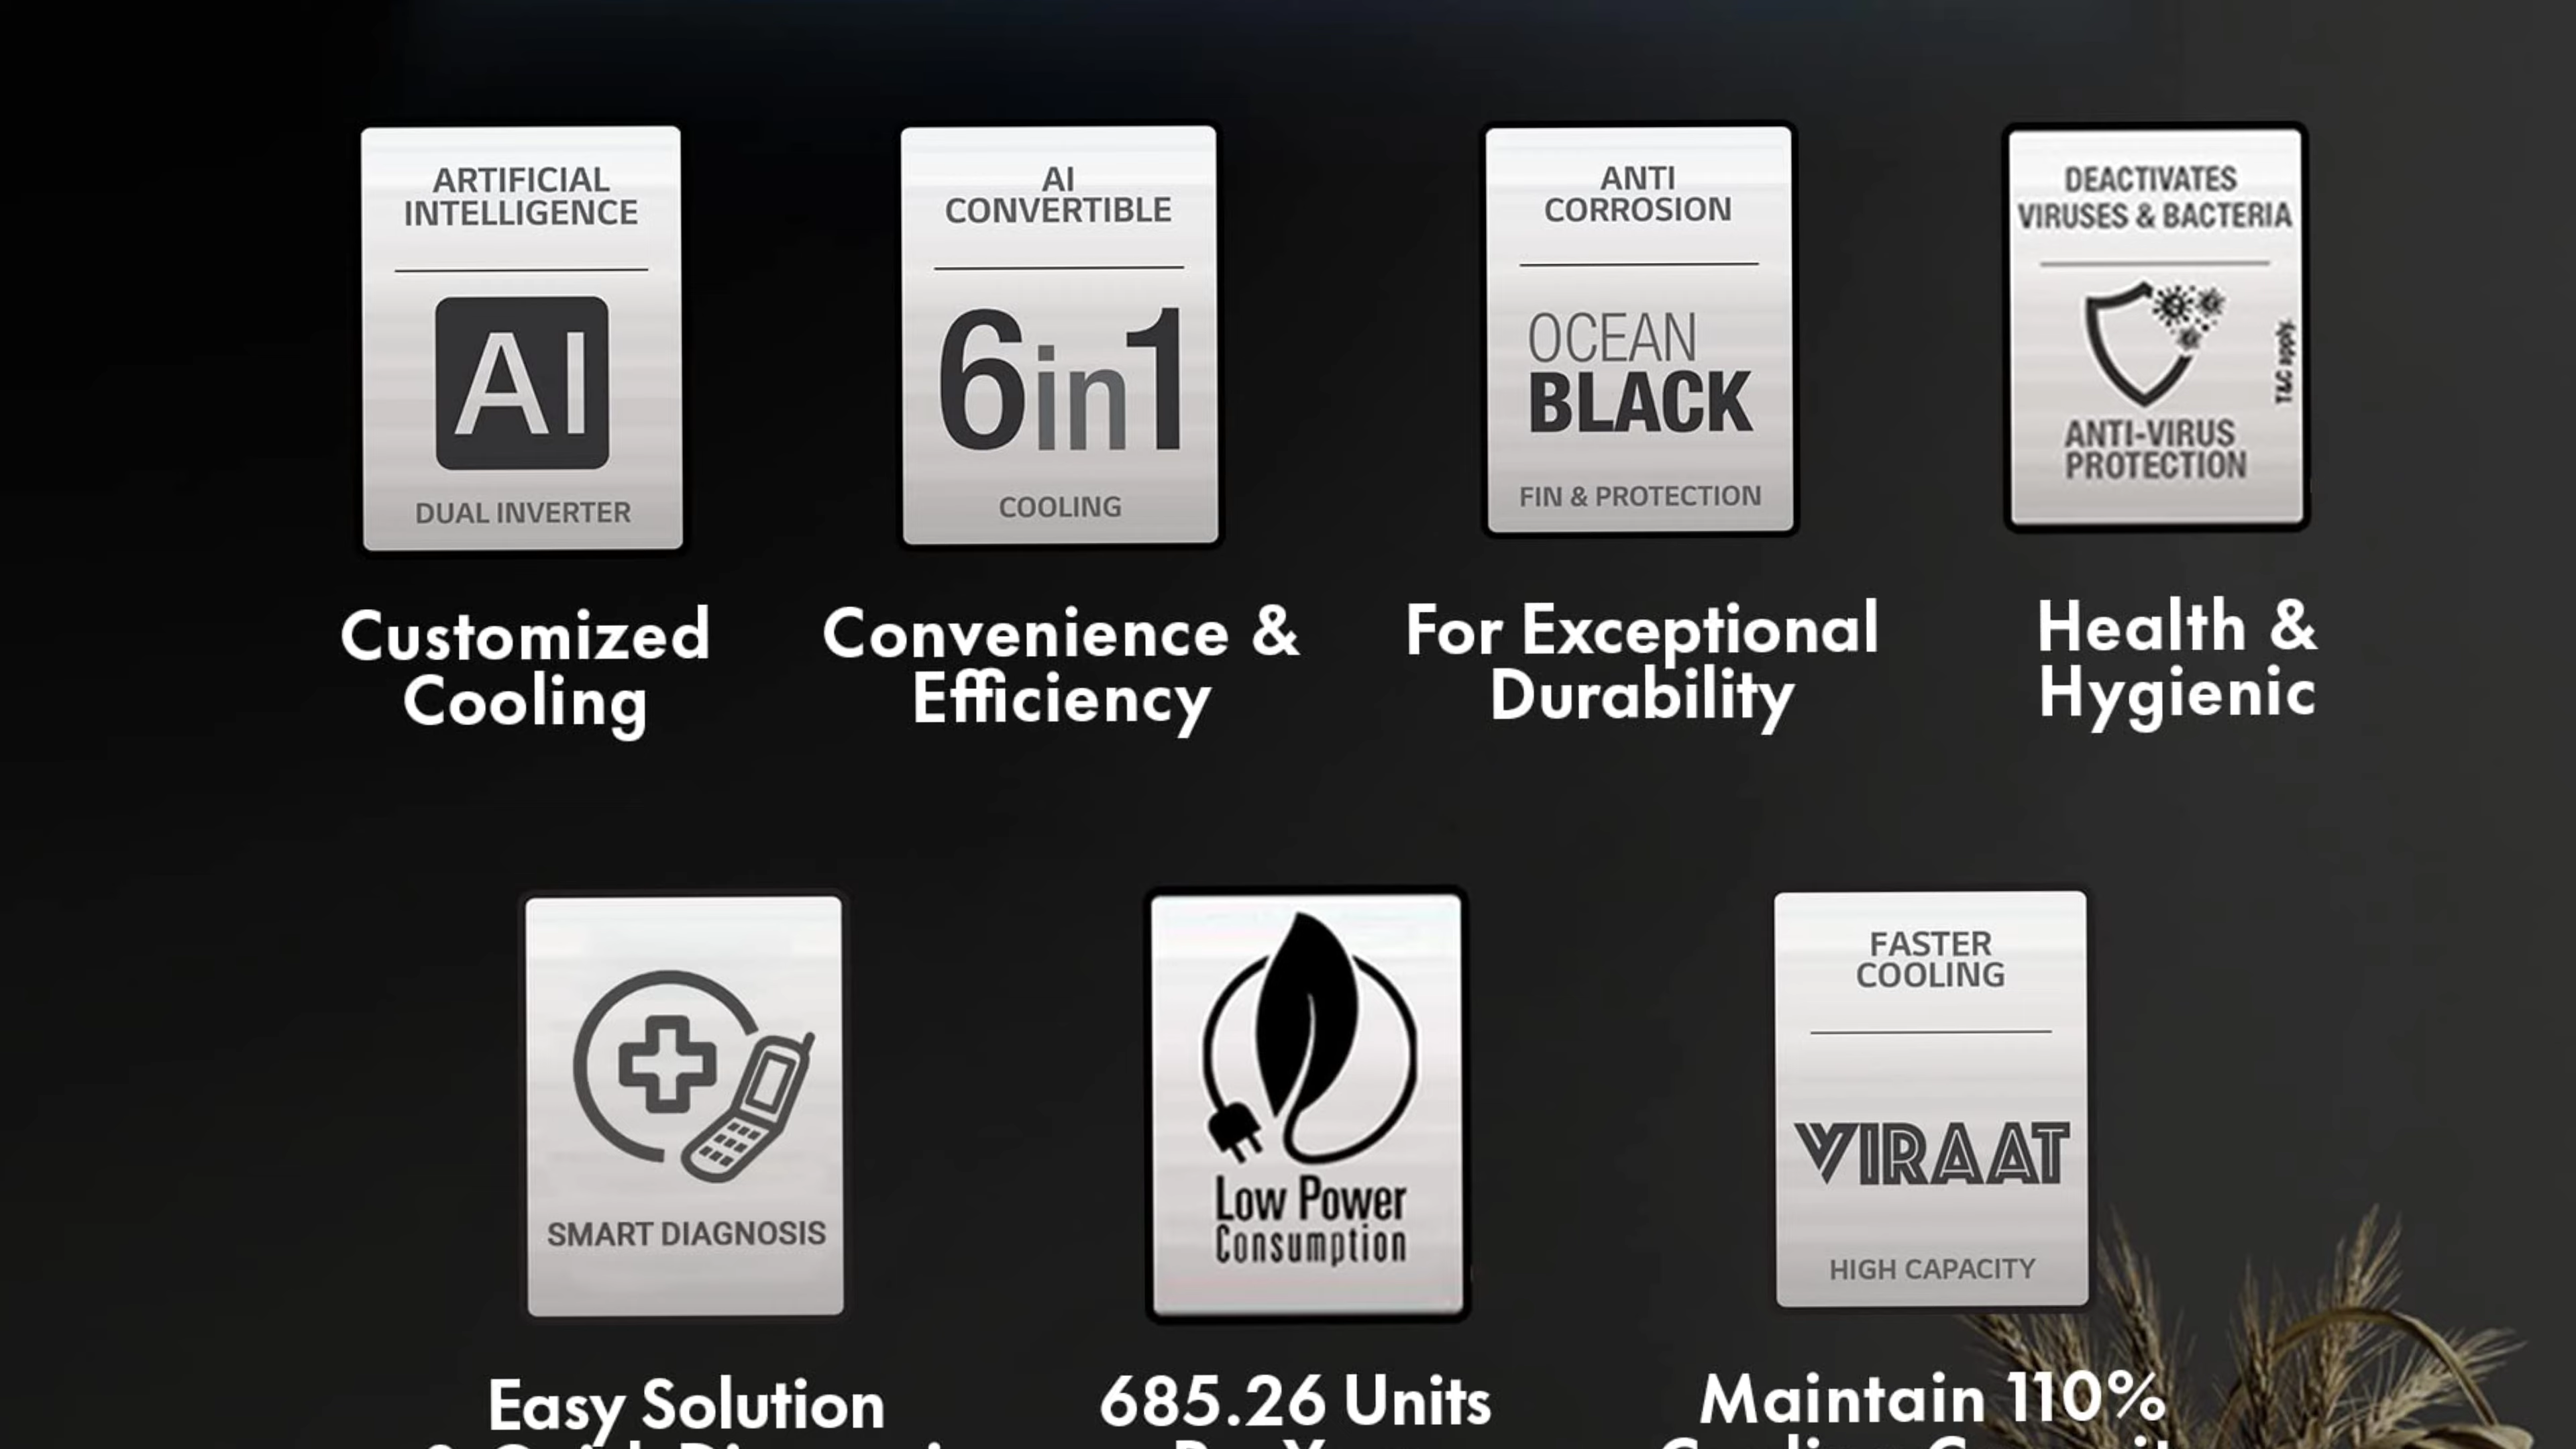 ARTIFICIAL
INTELLIGENCE
AI
DUAL INVERTER
Customized
Cooling
AI
CONVERTIBLE
6in1
COOLING
Convenience &
Efficiency
ANTI
CORROSION
OCEAN
BLACK
FIN & PROTECTION
For Exceptional
Durability
DEACTIVATES
VIRUSES & BACTERIA
T&C apply.
ANTI-VIRUS
PROTECTION
Health &
Hygienic
SMART DIAGNOSIS
Easy Solution
Low Power
Consumption
685.26 Units
FASTER
COOLING
VIRAAT
HIGH CAPACITY
Maintain 110%